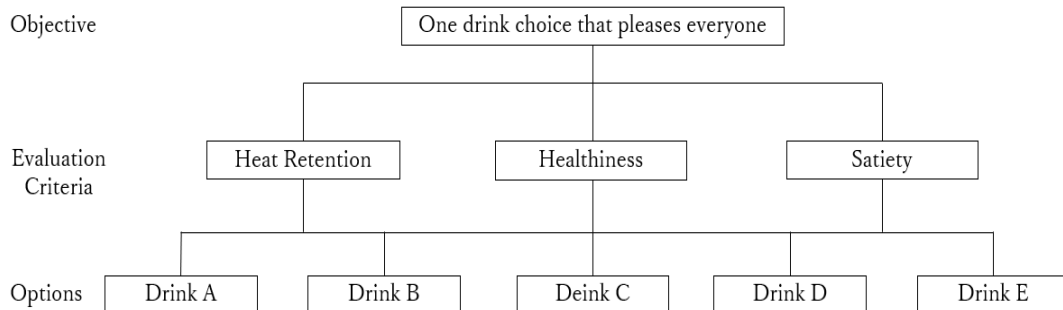 Objective
One drink choice that pleases everyone
Evaluation
Criteria
Heat Retention
Healthiness
Satiety
Options
Drink A
Drink B
Deink C
Drink D
Drink E